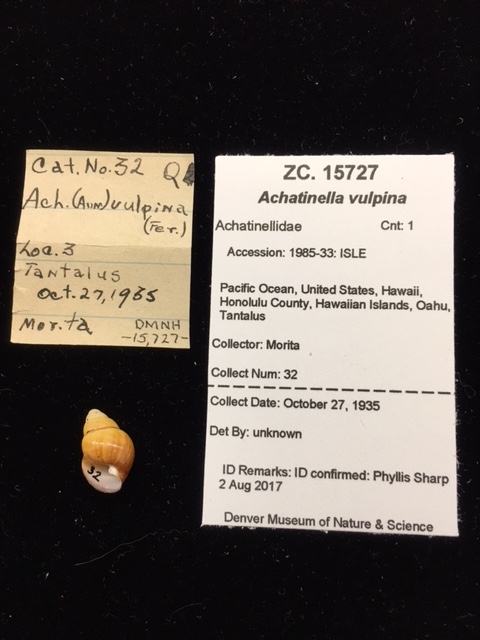 Cat. No. 32 Q
Ach. (Aum) vulpina
(Fer.)
Loc. 3
Tantalus
Oct. 27, 1935
Morita
DMNH
-15,727-
32
ZC. 15727
Achatinella vulpina
Achatinellidae Cnt: 1
Accession: 1985-33: ISLE
Pacific Ocean, United States, Hawaii,
Honolulu County, Hawaiian Islands, Oahu,
Tantalus
Collector: Morita
Collect Num: 32
Collect Date: October 27, 1935
Det By: unknown
ID Remarks: ID confirmed: Phyllis Sharp
2 Aug 2017
Denver Museum of Nature & Science